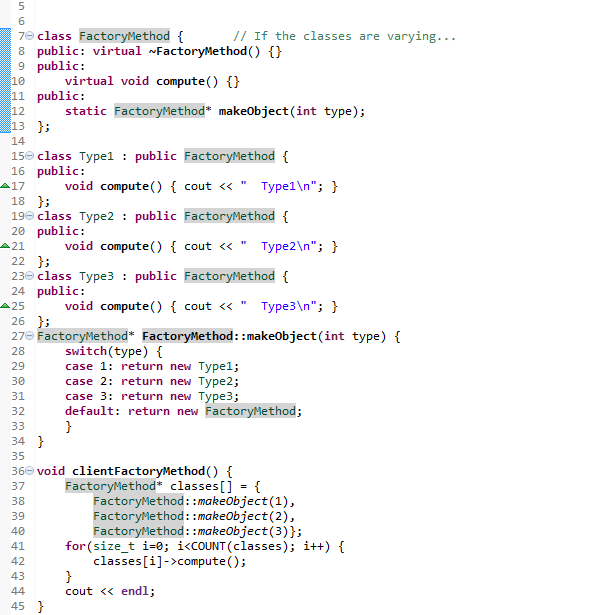 5
6
7 class FactoryMethod {         // If the classes are varying...
8 public: virtual ~FactoryMethod() {}
9 public:
10     virtual void compute() {}
11 public:
12     static FactoryMethod* makeObject(int type);
13 };
14
15 class Type1 : public FactoryMethod {
16 public:
17     void compute() { cout << "  Type1\n"; }
18 };
19 class Type2 : public FactoryMethod {
20 public:
21     void compute() { cout << "  Type2\n"; }
22 };
23 class Type3 : public FactoryMethod {
24 public:
25     void compute() { cout << "  Type3\n"; }
26 };
27 FactoryMethod* FactoryMethod::makeObject(int type) {
28     switch(type) {
29     case 1: return new Type1;
30     case 2: return new Type2;
31     case 3: return new Type3;
32     default: return new FactoryMethod;
33     }
34 }
35
36 void clientFactoryMethod() {
37     FactoryMethod* classes[] = {
38         FactoryMethod::makeObject(1),
39         FactoryMethod::makeObject(2),
40         FactoryMethod::makeObject(3)};
41     for(size_t i=0; i<COUNT(classes); i++) {
42         classes[i]->compute();
43     }
44     cout << endl;
45 }